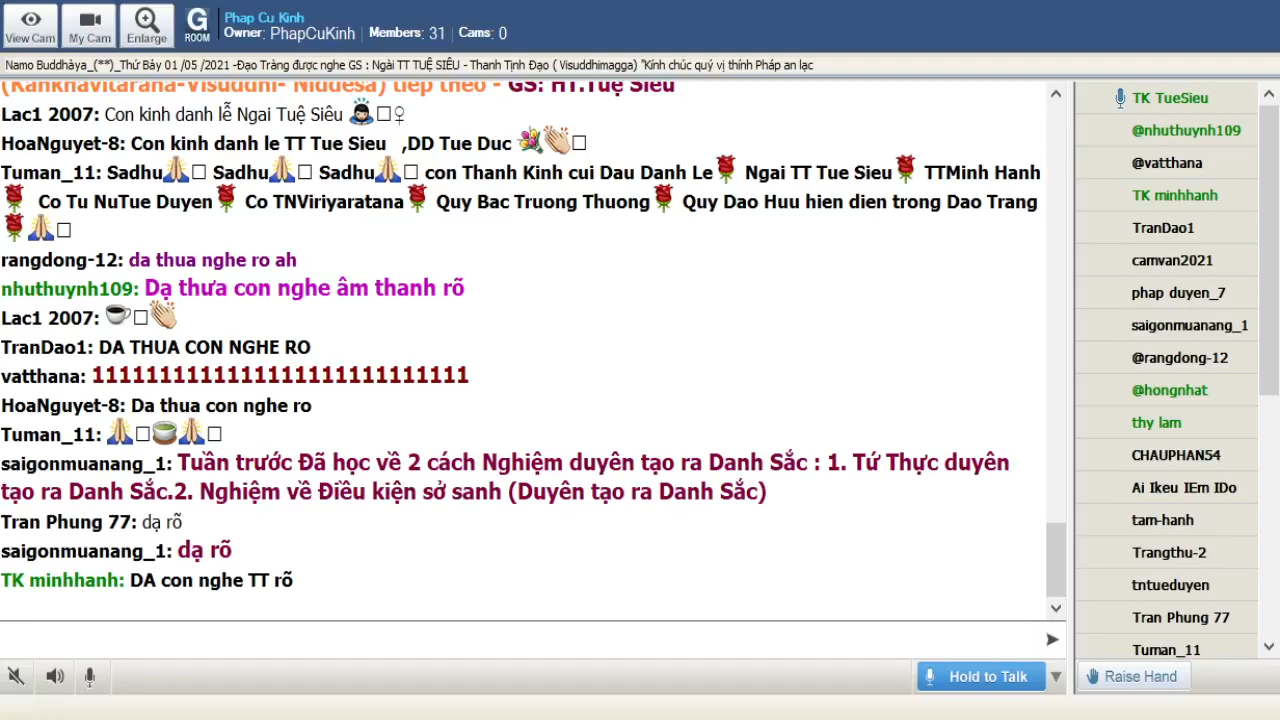 View Cam
My Cam
Enlarge
G
ROOM
Phap Cu Kinh
Owner: PhapCuKinh | Members: 31 | Cams: 0
Namo Buddhàya_(**)_Thứ Bảy 01 /05 /2021 -Đạo Tràng được nghe GS : Ngài TT TUỆ SIÊU - Thanh Tịnh Đạo ( Visuddhimagga) "Kính chúc quý vị thính Pháp an lạc
(Kankhavitarana-Visuddhi- Niddesa) tiếp theo - GS: HT.Tuệ Siêu
Lac1 2007: Con kinh danh lễ Ngai Tuệ Siêu
HoaNguyet-8: Con kinh danh le TT Tue Sieu ,DD Tue Duc
Tuman_11: Sadhu Sadhu Sadhu con Thanh Kinh cui Dau Danh Le Ngai TT Tue Sieu TTMinh Hanh
Co Tu NuTue Duyen Co TNViriyaratana Quy Bac Truong Thuong Quy Dao Huu hien dien trong Dao Trang
rangdong-12: da thua nghe ro ah
nhuthuynh109: Dạ thưa con nghe âm thanh rõ
Lac1 2007:
TranDao1: DA THUA CON NGHE RO
vatthana: 1111111111111111111111111111
HoaNguyet-8: Da thua con nghe ro
Tuman_11:
saigonmuanang_1: Tuần trước Đã học về 2 cách Nghiệm duyên tạo ra Danh Sắc : 1. Tứ Thực duyên
tạo ra Danh Sắc.2. Nghiệm về Điều kiện sở sanh (Duyên tạo ra Danh Sắc)
Tran Phung 77: dạ rõ
saigonmuanang_1: dạ rõ
TK minhhanh: DA con nghe TT rõ
Hold to Talk
TK TueSieu
@nhuthuynh109
@vatthana
TK minhhanh
TranDao1
camvan2021
phap duyen_7
saigonmuanang_1
@rangdong-12
@hongnhat
thy lam
CHAUPHAN54
Ai Ikeu IEm IDo
tam-hanh
Trangthu-2
tntueduyen
Tran Phung 77
Tuman_11
Raise Hand